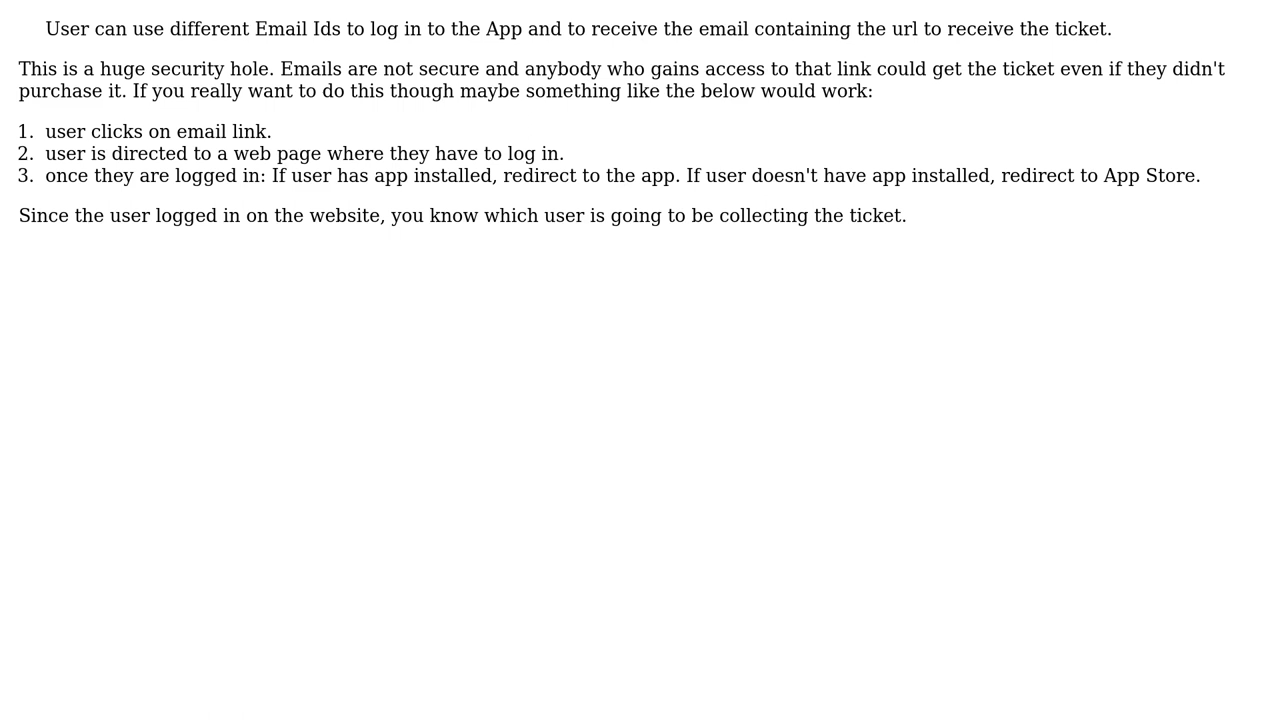 User can use different Email Ids to log in to the App and to receive the email containing the url to receive the ticket.
This is a huge security hole. Emails are not secure and anybody who gains access to that link could get the ticket even if they didn't
purchase it. If you really want to do this though maybe something like the below would work:
1. user clicks on email link.
2. user is directed to a web page where they have to log in.
3. once they are logged in: If user has app installed, redirect to the app. If user doesn't have app installed, redirect to App Store.
Since the user logged in on the website, you know which user is going to be collecting the ticket.